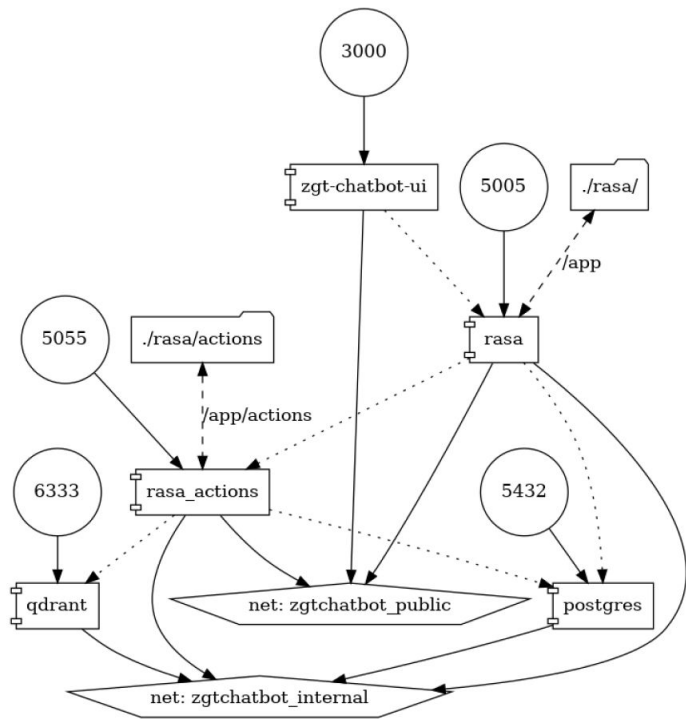 3000
zgt-chatbot-ui
5005
./rasa/
/app
5055
./rasa/actions
rasa
/app/actions
6333
rasa_actions
5432
qdrant
net: zgtchatbot_public
postgres
net: zgtchatbot_internal